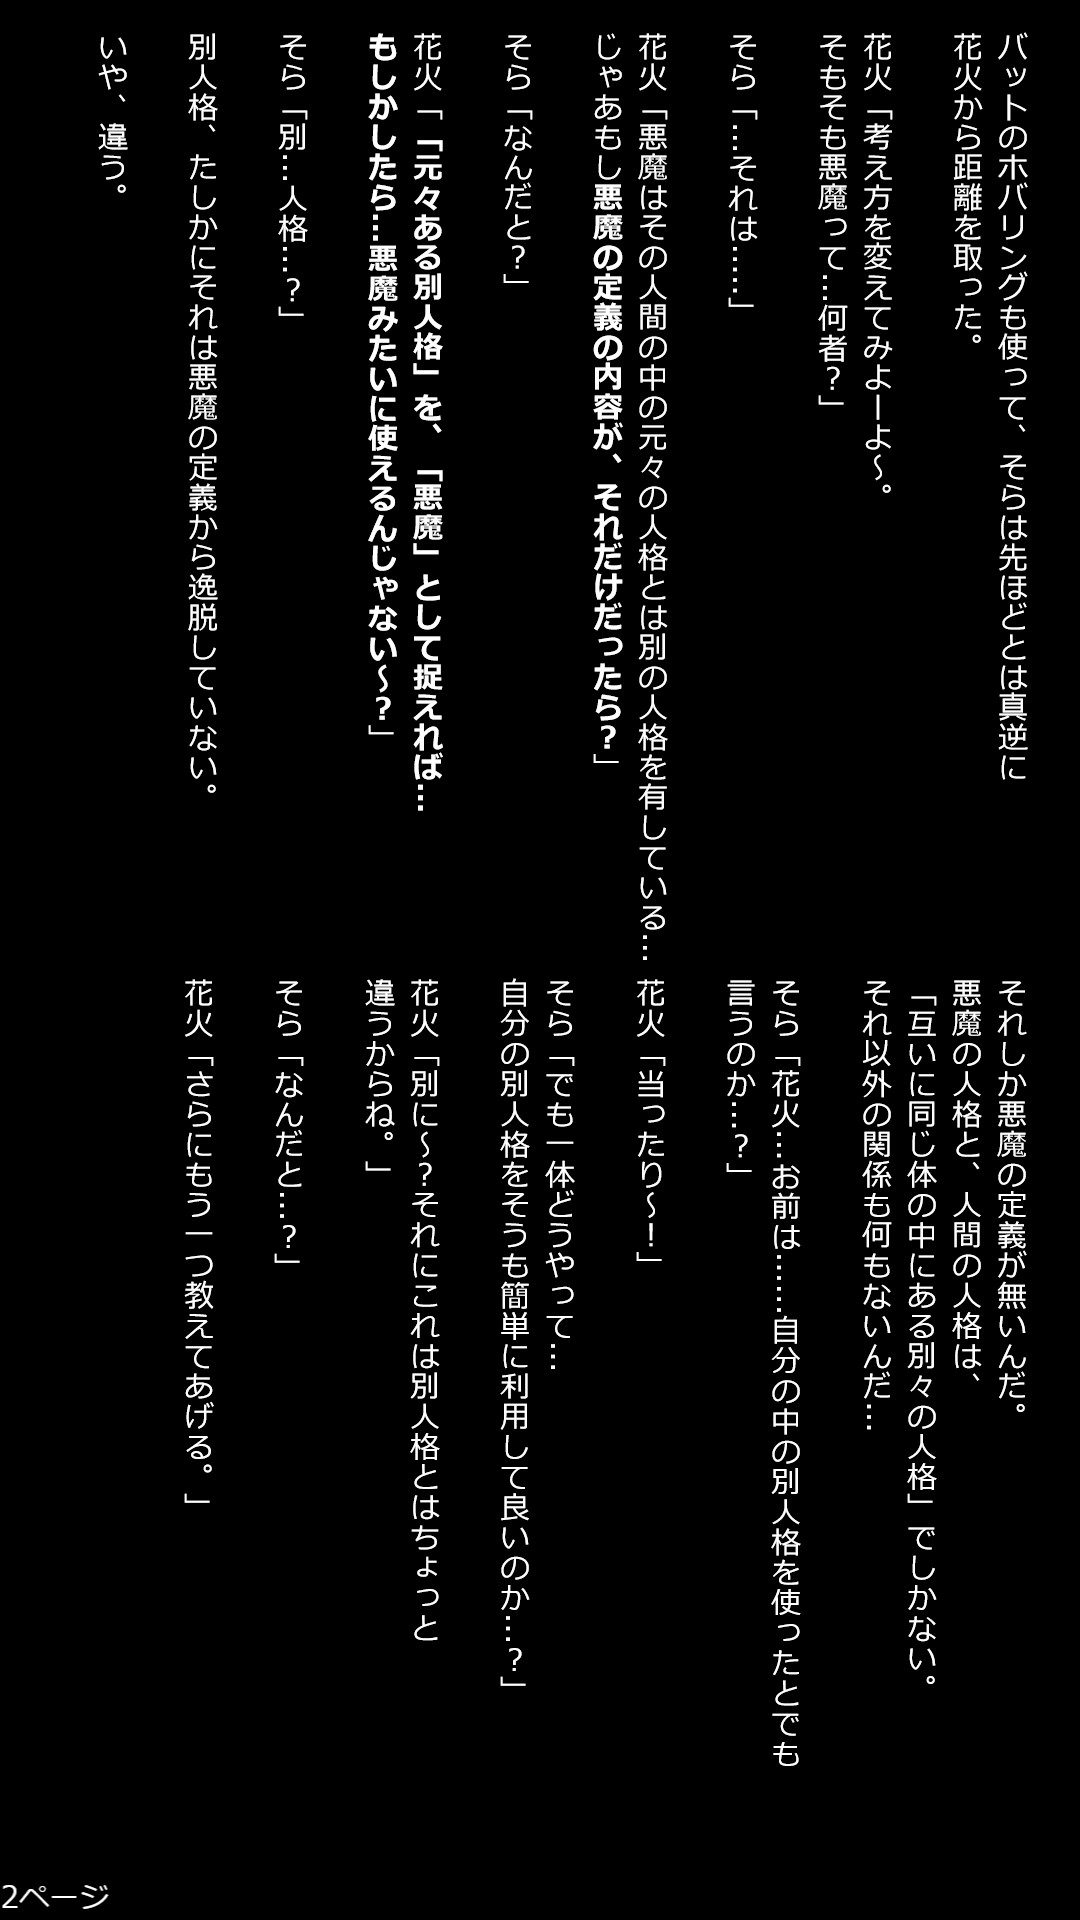 バットのホバリングも使って、そらは先ほどとは真逆に
花火から距離を取った。
花火「考え方を変えてみよーよ～。
そもそも悪魔って…何者？」
そら「…それは……」
花火「悪魔はその人間の中の元々の人格とは別の人格を有している…
じゃあもし悪魔の定義の内容が、それだけだったら？」
そら「なんだと？」
花火「「元々ある別人格」を、「悪魔」として捉えれば…
もしかしたら…悪魔みたいに使えるんじゃない～？」
そら「別…人格…？」
別人格、たしかにそれは悪魔の定義から逸脱していない。
いや、違う。
それしか悪魔の定義が無いんだ。
悪魔の人格と、人間の人格は、
「互いに同じ体の中にある別々の人格」でしかない。
それ以外の関係も何もないんだ…
そら「花火…お前は……自分の中の別人格を使ったとでも
言うのか…？」
花火「当ったり～！」
そら「でも一体どうやって…
自分の別人格をそうも簡単に利用して良いのか…？」
花火「別に～？それにこれは別人格とはちょっと
違うからね。」
そら「なんだと…？」
花火「さらにもう一つ教えてあげる。」
2ページ